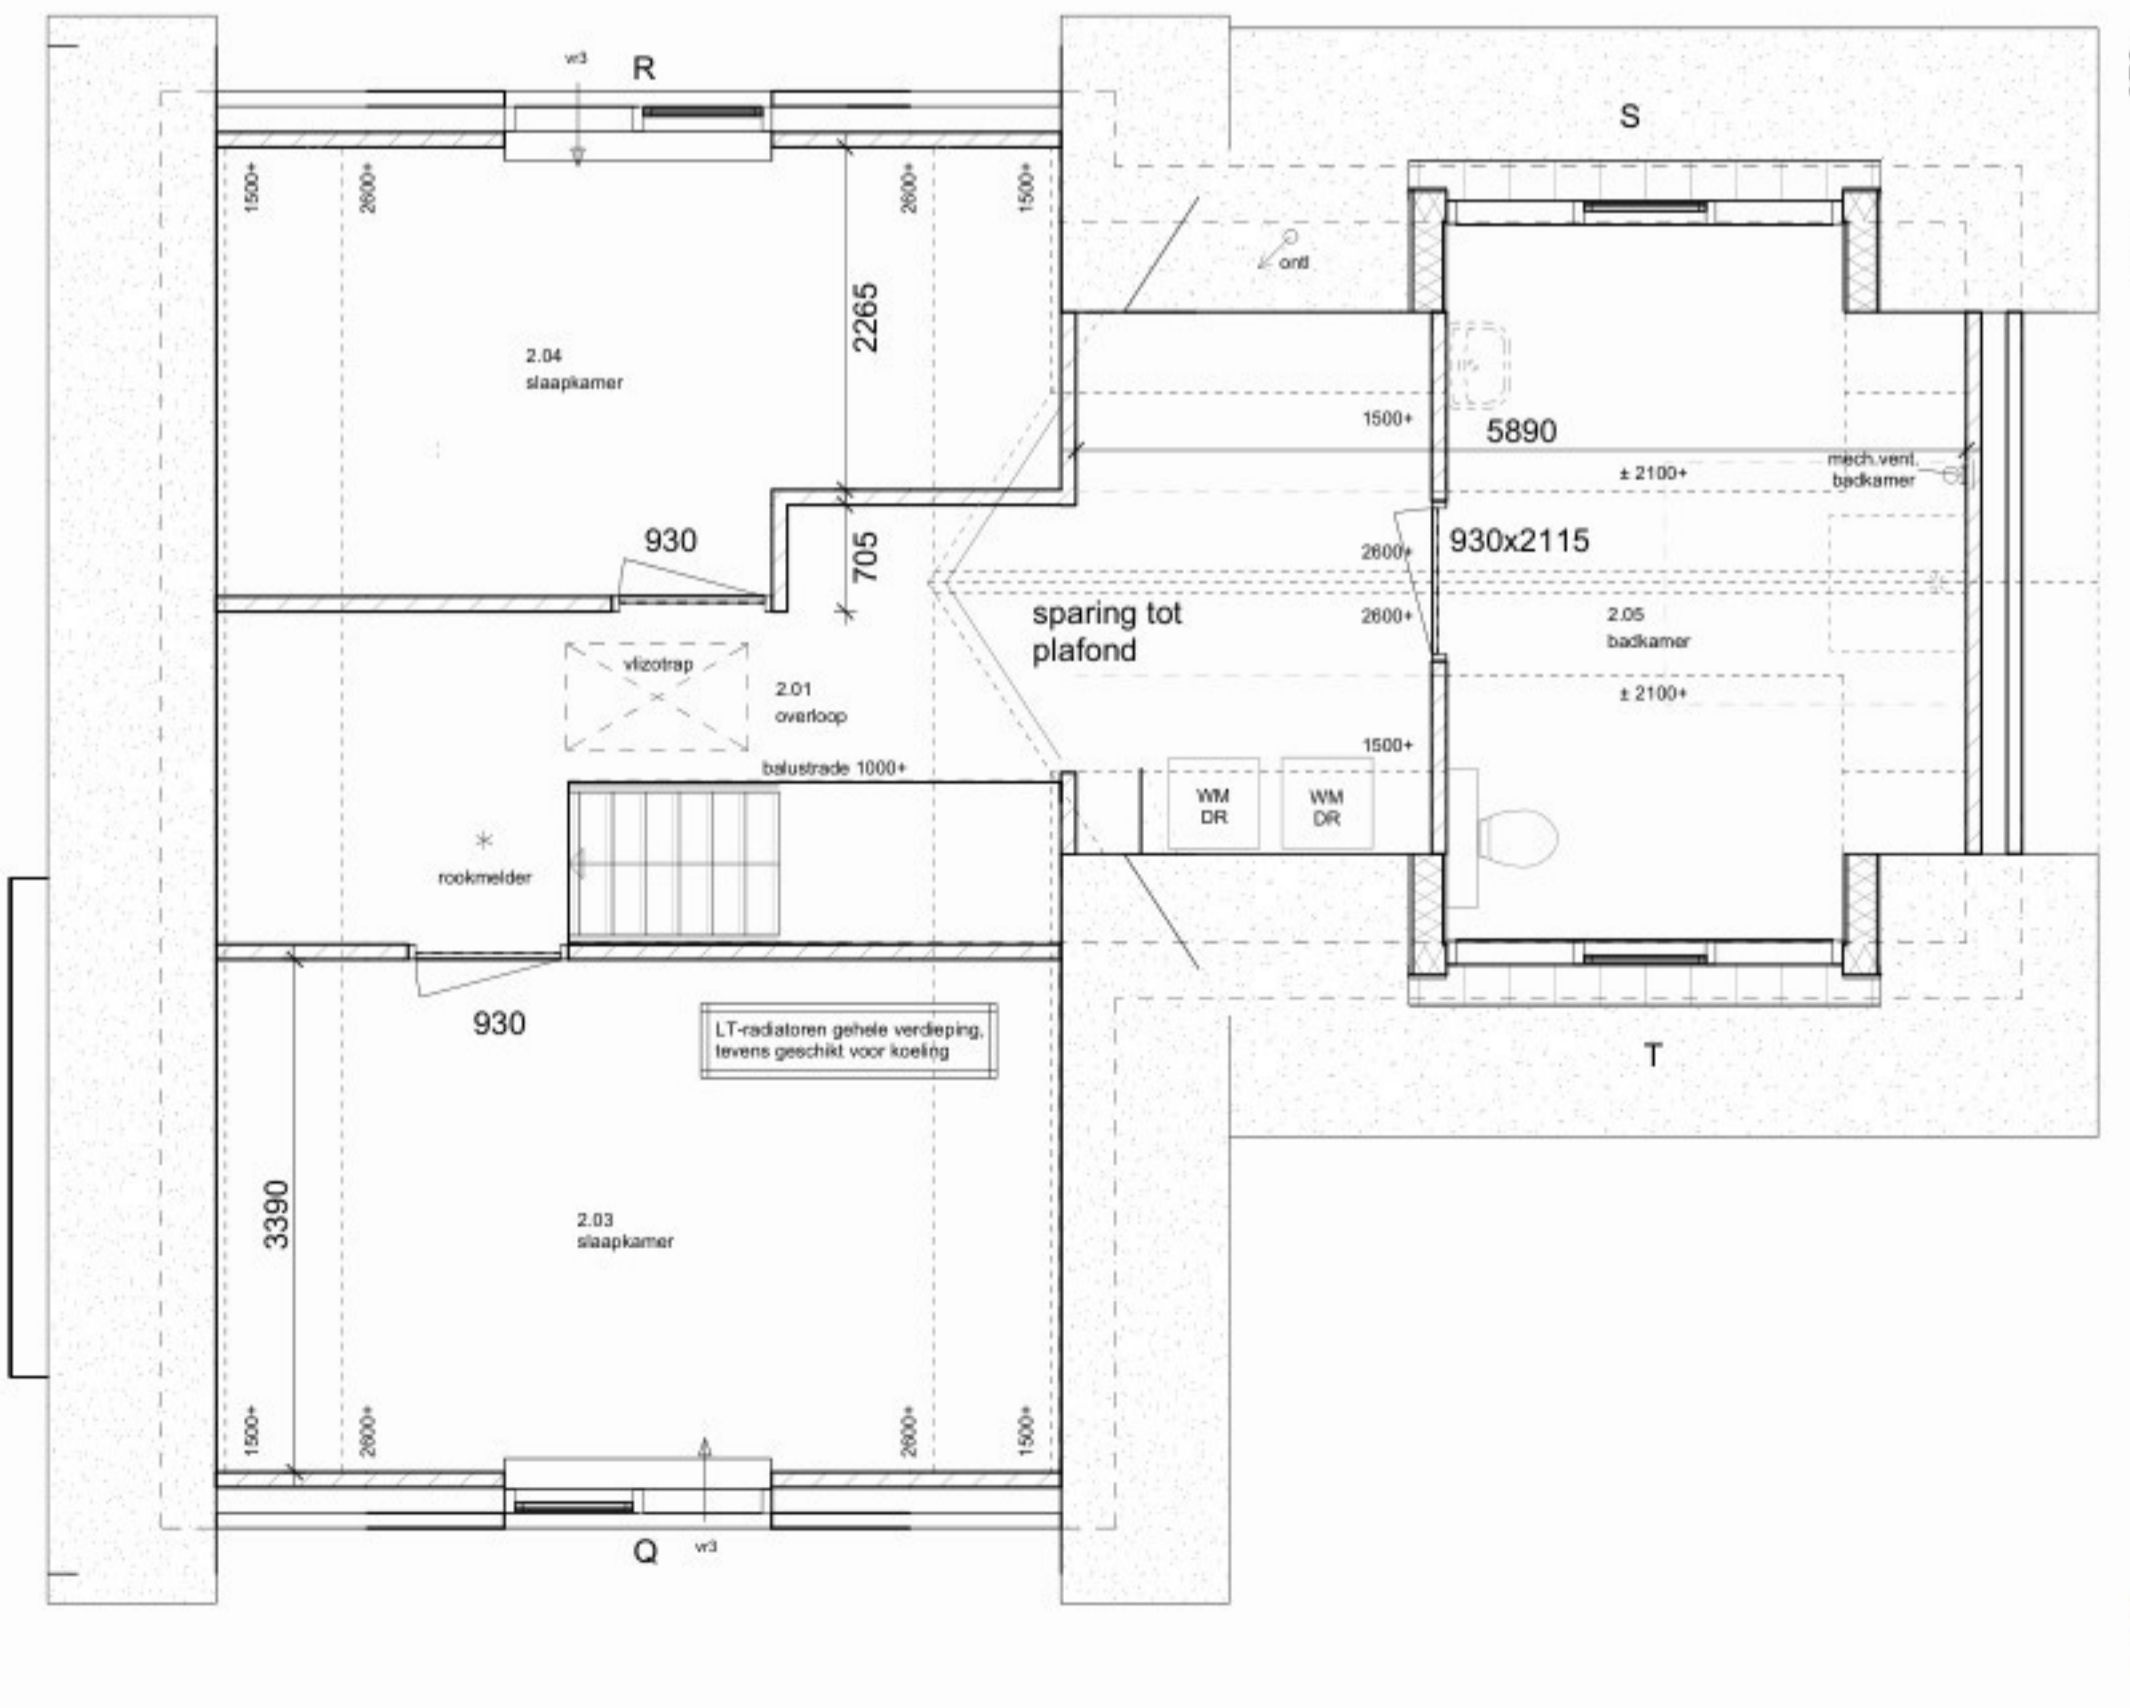 vr3
R
S
1500+
2600+
2600+
1500+
ontl
2265
2.04
slaapkamer
1500+
5890
± 2100+
mech.vent.
badkamer
930
705
2600+
930x2115
sparing tot
plafond
2600+
2.05
badkamer
vlizotrap
2.01
overloop
± 2100+
balustrade 1000+
1500+
WM
DR
WM
DR
rookmelder
930
LT-radiatoren gehele verdieping,
tevens geschikt voor koeling
T
3390
2.03
slaapkamer
1500+
2600+
2600+
1500+
Q
vr3